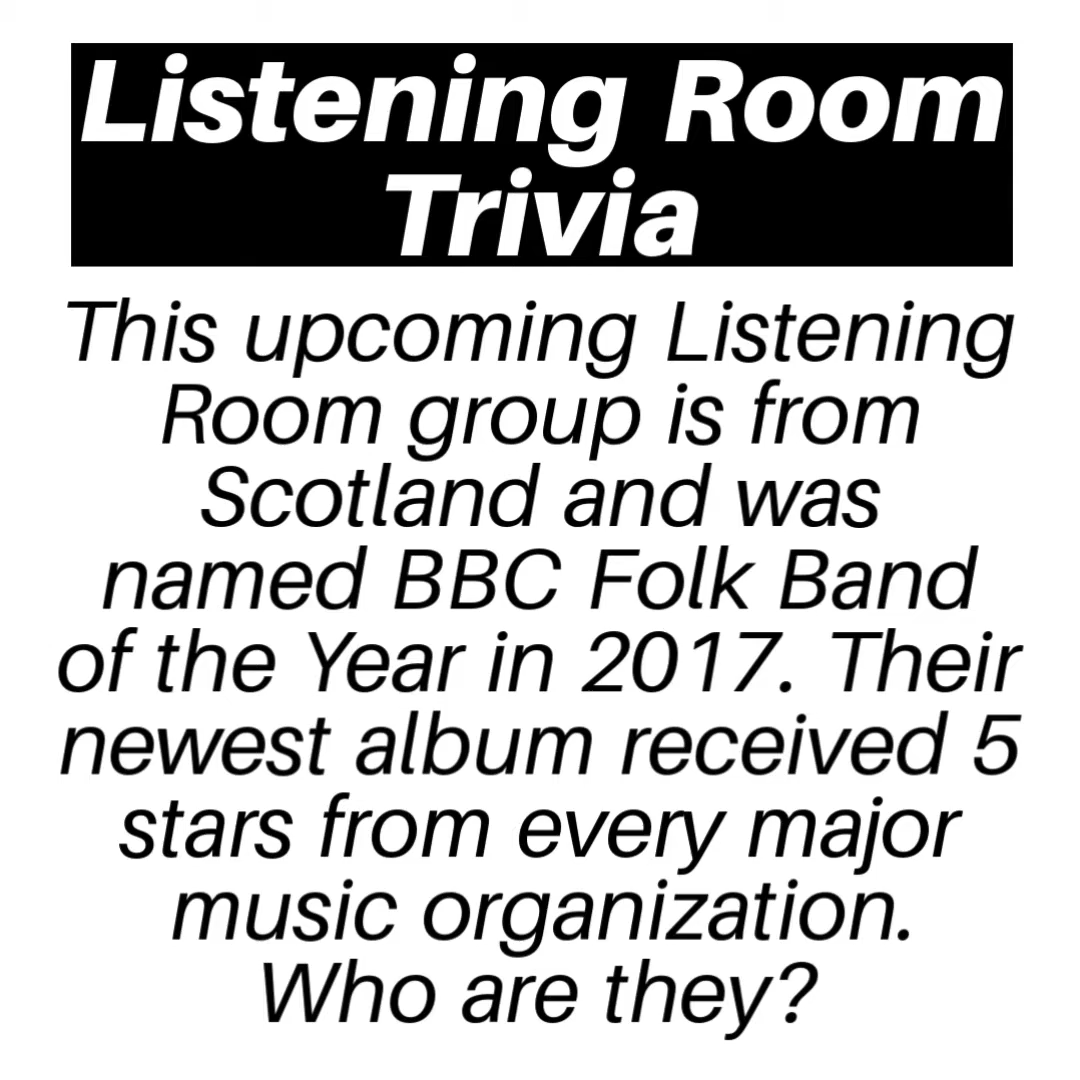 Listening Room
Trivia
This upcoming Listening
Room group is from
Scotland and was
named BBC Folk Band
of the Year in 2017. Their
newest album received 5
stars from every major
music organization.
Who are they?